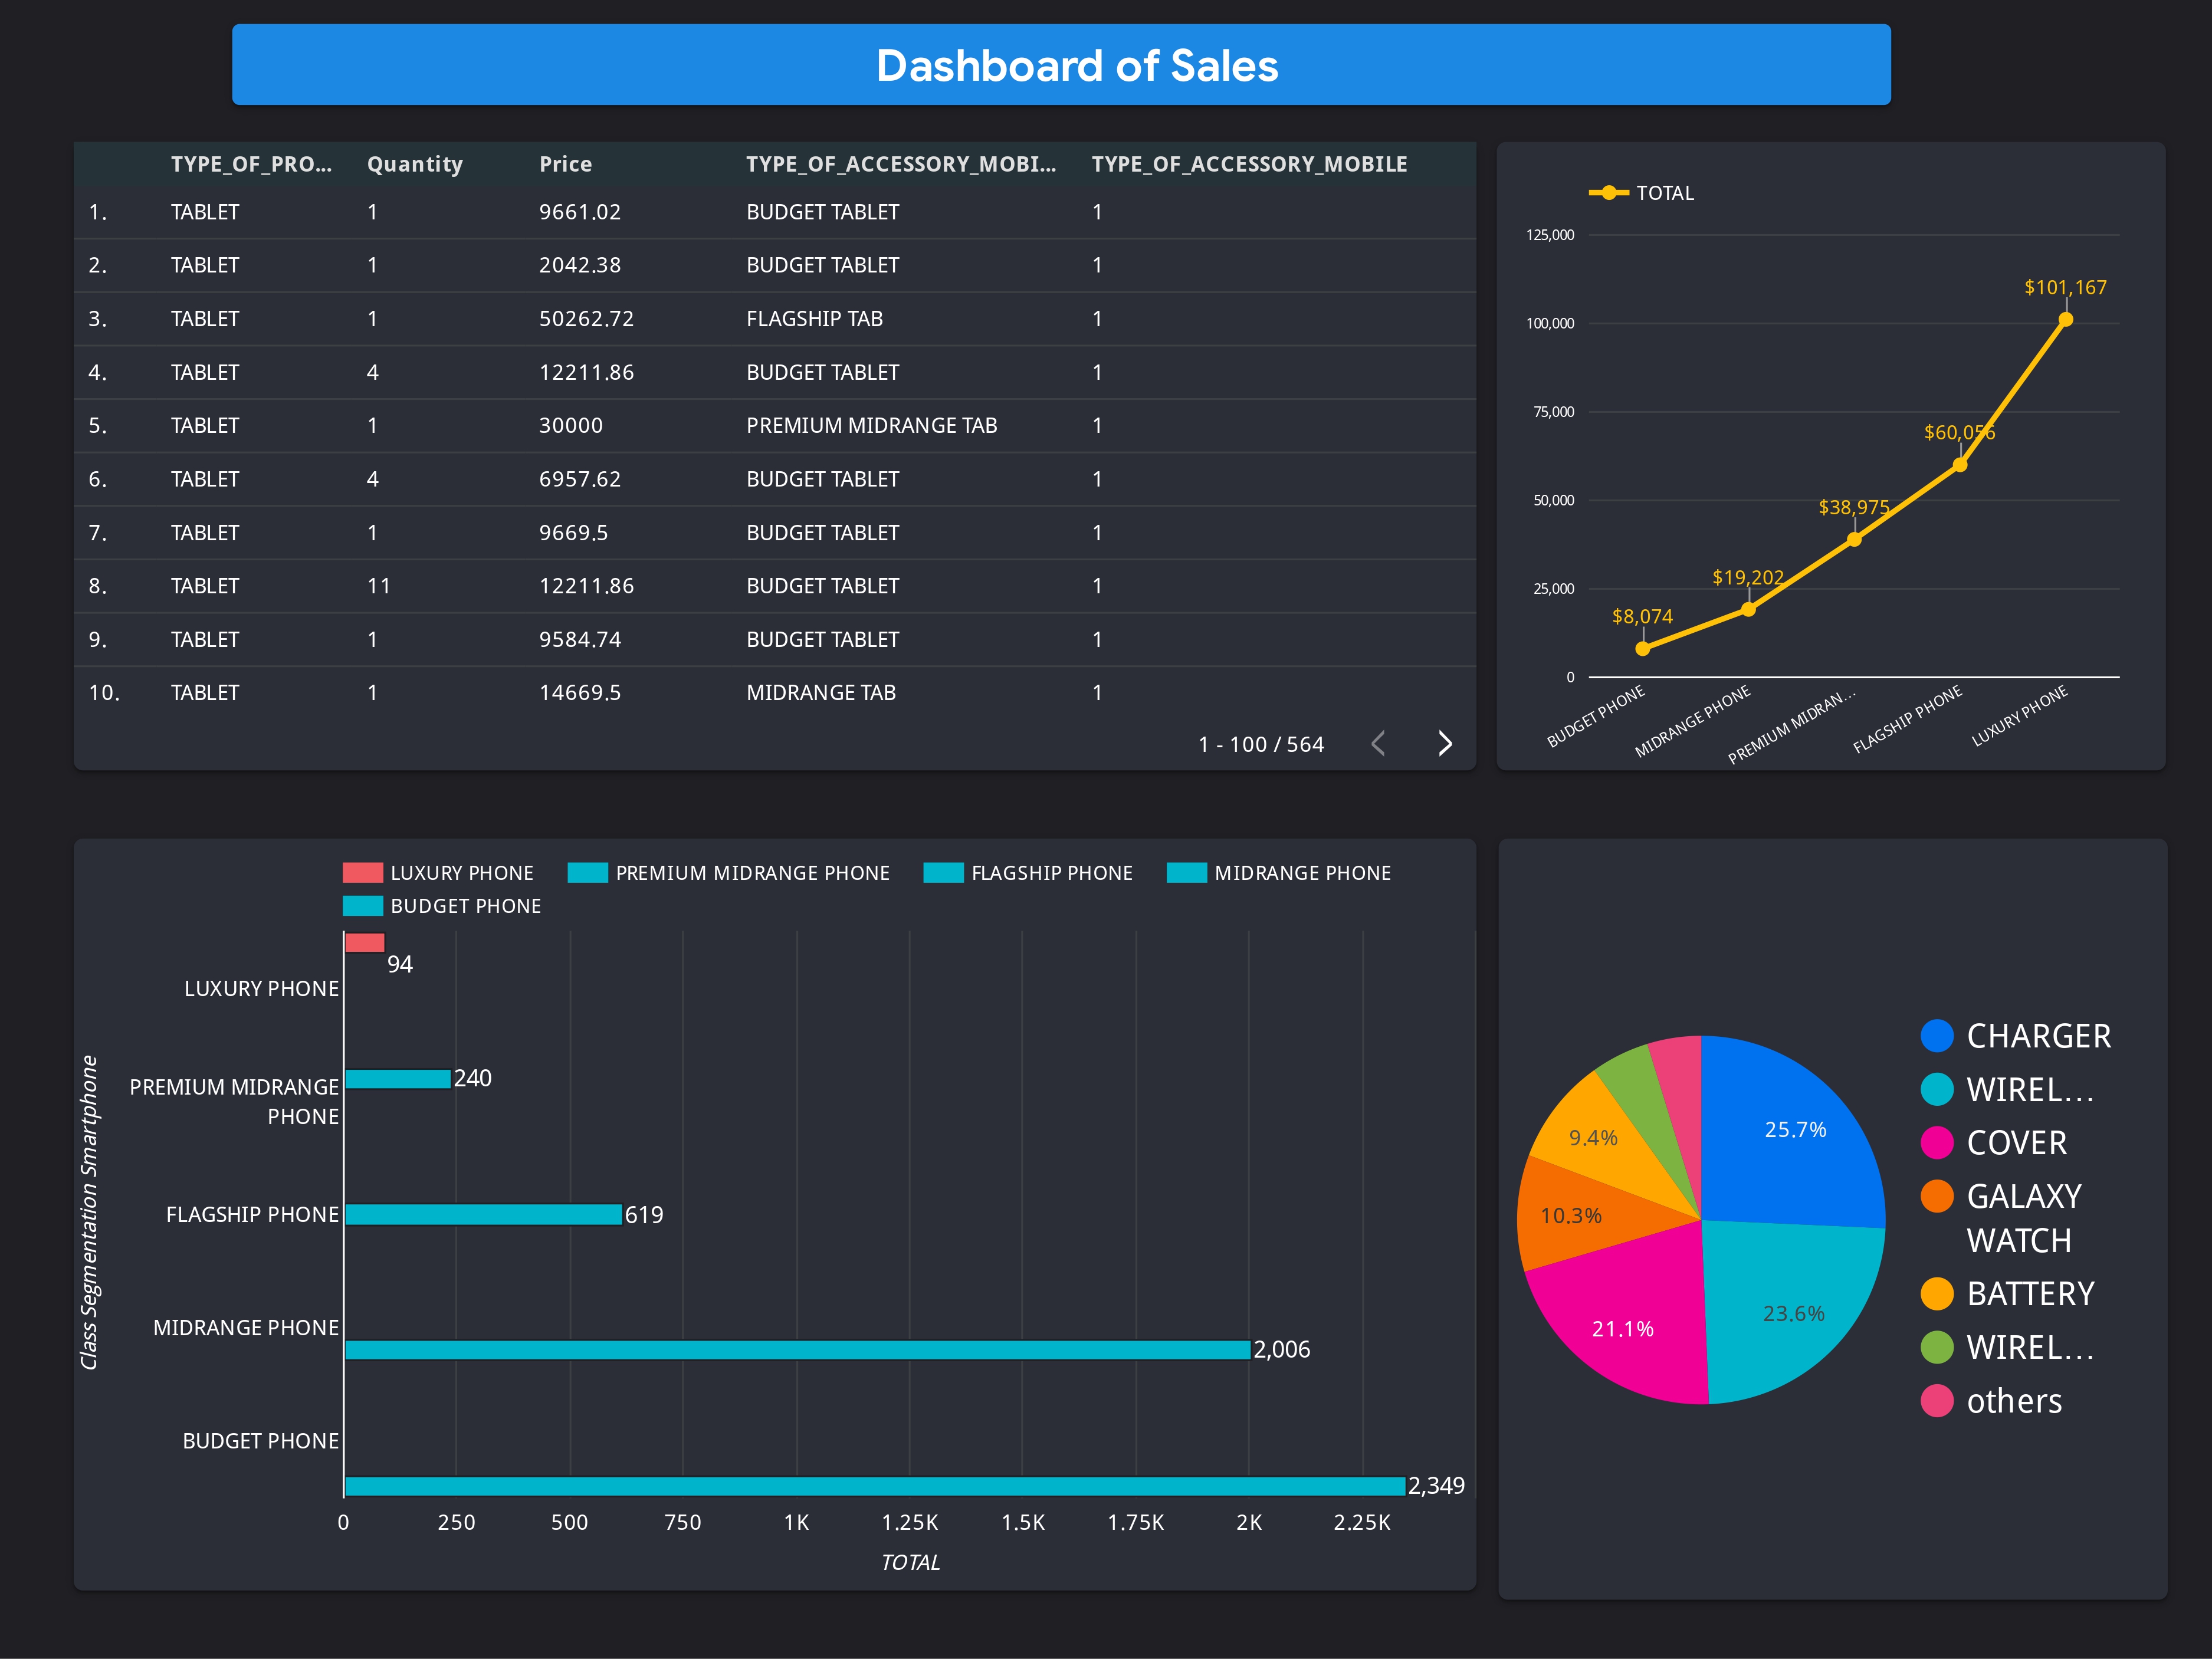 Dashboard of Sales
TYPE_OF_PRO... Quantity Price TYPE_OF_ACCESSORY_MOBI... TYPE_OF_ACCESSORY_MOBILE
1. TABLET 1 9661.02 BUDGET TABLET 1
2. TABLET 1 2042.38 BUDGET TABLET 1
3. TABLET 1 50262.72 FLAGSHIP TAB 1
4. TABLET 4 12211.86 BUDGET TABLET 1
5. TABLET 1 30000 PREMIUM MIDRANGE TAB 1
6. TABLET 4 6957.62 BUDGET TABLET 1
7. TABLET 1 9669.5 BUDGET TABLET 1
8. TABLET 11 12211.86 BUDGET TABLET 1
9. TABLET 1 9584.74 BUDGET TABLET 1
10. TABLET 1 14669.5 MIDRANGE TAB 1
1 - 100 / 564
TOTAL
125,000
100,000
75,000
50,000
25,000
0
$8,074
$19,202
$38,975
$60,056
$101,167
BUDGET PHONE
MIDRANGE PHONE
PREMIUM MIDRAN...
FLAGSHIP PHONE
LUXURY PHONE
LUXURY PHONE PREMIUM MIDRANGE PHONE FLAGSHIP PHONE MIDRANGE PHONE
BUDGET PHONE
Class Segmentation Smartphone
94
LUXURY PHONE
240
PREMIUM MIDRANGE
PHONE
FLAGSHIP PHONE 619
MIDRANGE PHONE
2,006
BUDGET PHONE
2,349
0 250 500 750 1K 1.25K 1.5K 1.75K 2K 2.25K
TOTAL
25.7%
23.6%
21.1%
10.3%
9.4%
CHARGER
WIREL...
COVER
GALAXY
WATCH
BATTERY
WIREL...
others